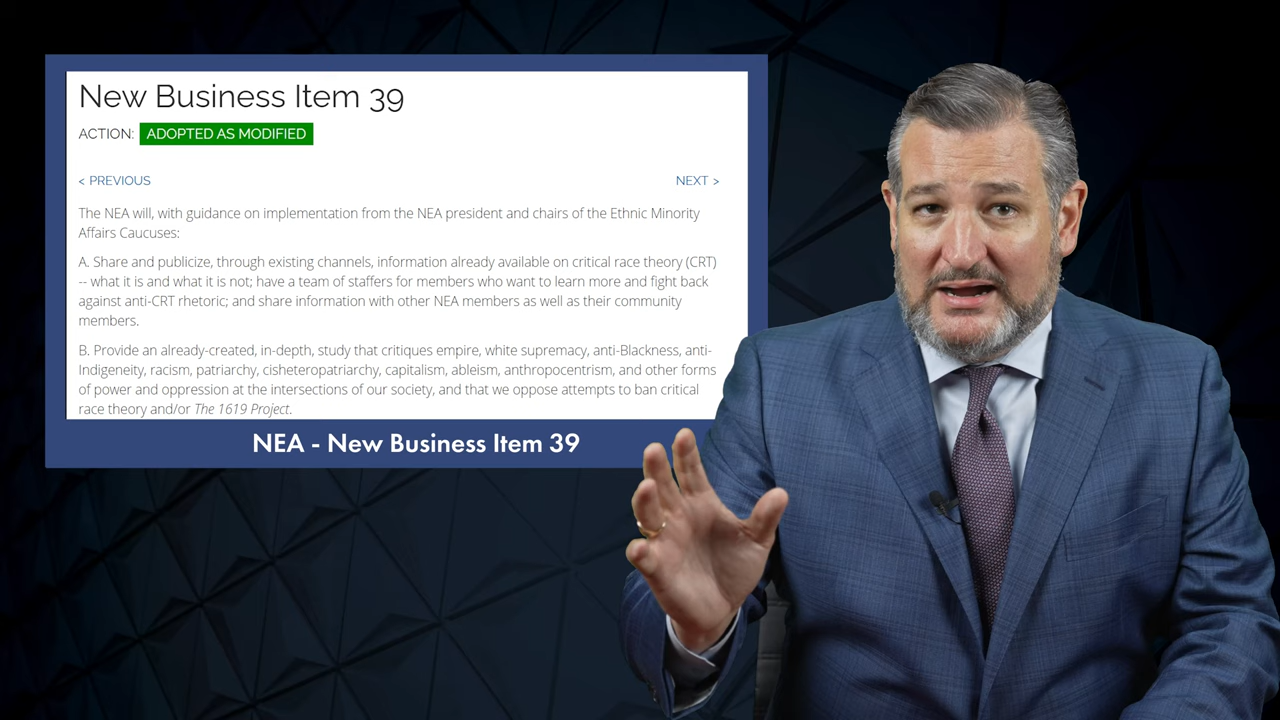 New Business Item 39
ACTION: ADOPTED AS MODIFIED
< PREVIOUS
NEXT >
The NEA will, with guidance on implementation from the NEA president and chairs of the Ethnic Minority
Affairs Caucuses:
A. Share and publicize, through existing channels, information already available on critical race theory (CRT)
-- what it is and what it is not; have a team of staffers for members who want to learn more and fight back
against anti-CRT rhetoric; and share information with other NEA members as well as their community
members.
B. Provide an already-created, in-depth, study that critiques empire, white supremacy, anti-Blackness, anti-
Indigeneity, racism, patriarchy, cisheteropatriarchy, capitalism, ableism, anthropocentrism, and other forms
of power and oppression at the intersections of our society, and that we oppose attempts to ban critical
race theory and/or The 1619 Project.
NEA - New Business Item 39